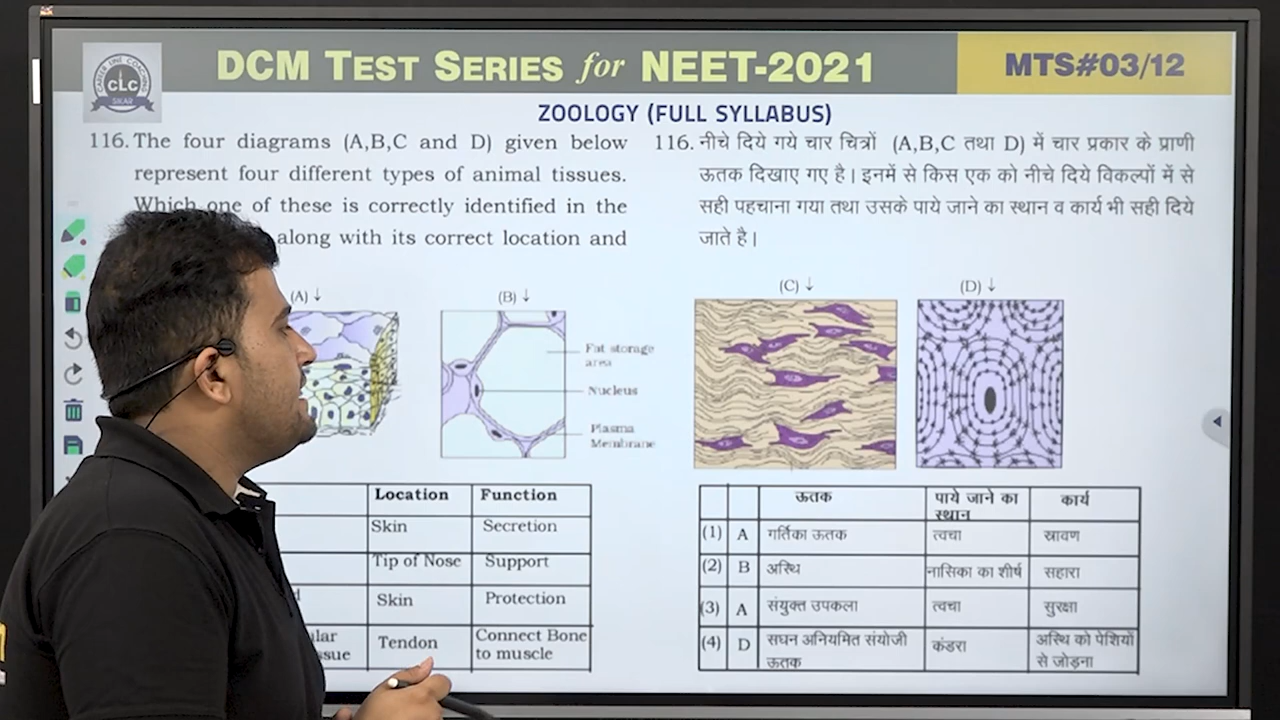 DCM TEST SERIES for NEET-2021
MTS#03/12
CLC
SIKAR
ZOOLOGY (FULL SYLLABUS)
116. The four diagrams (A,B,C and D) given below
represent four different types of animal tissues.
Which one of these is correctly identified in the
along with its correct location and
(A) ↓
(B) ↓
Fat storage
area
Nucleus
Plasma
Membrane
Location Function
Skin Secretion
Tip of Nose Support
Skin Protection
Tendon Connect Bone
to muscle
116. नीचे दिये गये चार चित्रों (A,B,C तथा D) में चार प्रकार के प्राणी
ऊतक दिखाए गए है। इनमें से किस एक को नीचे दिये विकल्पों में से
सही पहचाना गया तथा उसके पाये जाने का स्थान व कार्य भी सही दिये
जाते है।
(C) ↓
(D) ↓
ऊतक पाये जाने का कार्य
स्थान
(1) A गर्तिका ऊतक त्वचा स्रावण
(2) B अस्थि नासिका का शीर्ष सहारा
(3) A संयुक्त उपकला त्वचा सुरक्षा
(4) D सघन अनियमित संयोजी कंडरा अस्थि को पेशियों
ऊतक से जोड़ना